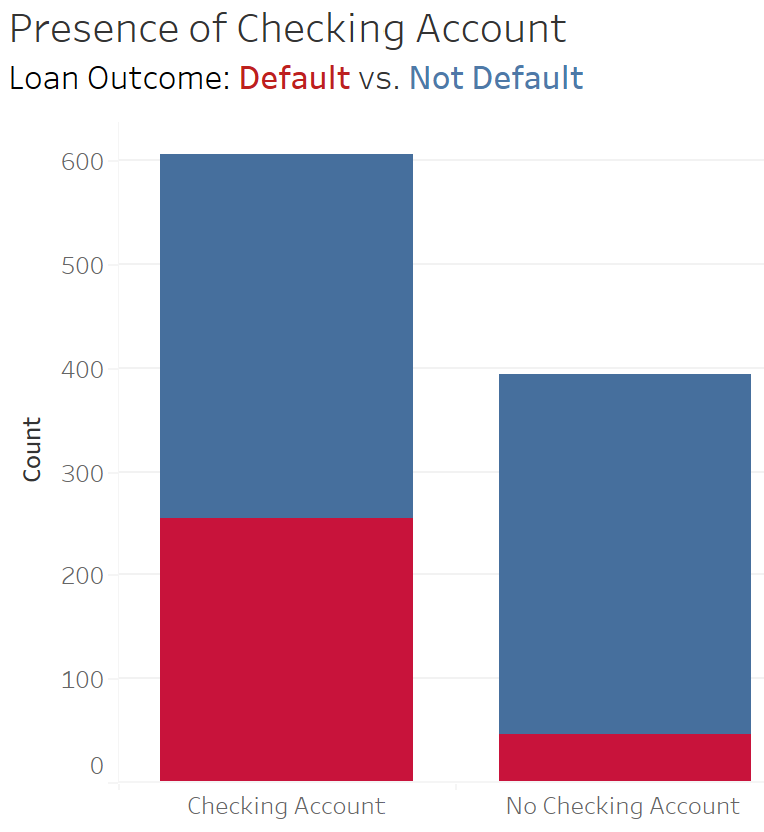 Presence of Checking Account
Loan Outcome: Default vs. Not Default
600
500
400
300
200
100
0
Count
Checking Account
No Checking Account